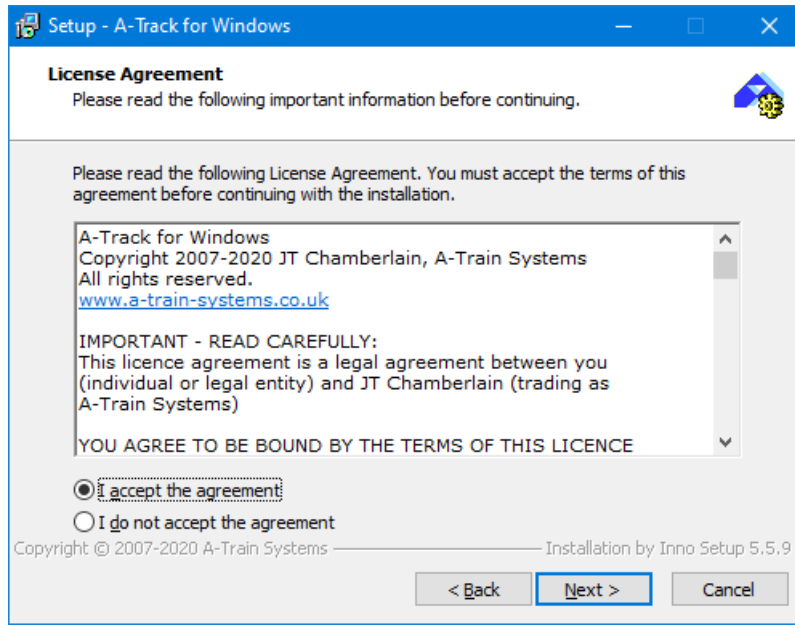 Setup - A-Track for Windows
License Agreement
Please read the following important information before continuing.
Please read the following License Agreement. You must accept the terms of this
agreement before continuing with the installation.
A-Track for Windows
Copyright 2007-2020 JT Chamberlain, A-Train Systems
All rights reserved.
www.a-train-systems.co.uk
IMPORTANT - READ CAREFULLY:
This licence agreement is a legal agreement between you
(individual or legal entity) and JT Chamberlain (trading as
A-Train Systems)
YOU AGREE TO BE BOUND BY THE TERMS OF THIS LICENCE
I accept the agreement
I do not accept the agreement
Copyright © 2007-2020 A-Train Systems Installation by Inno Setup 5.5.9
< Back Next > Cancel